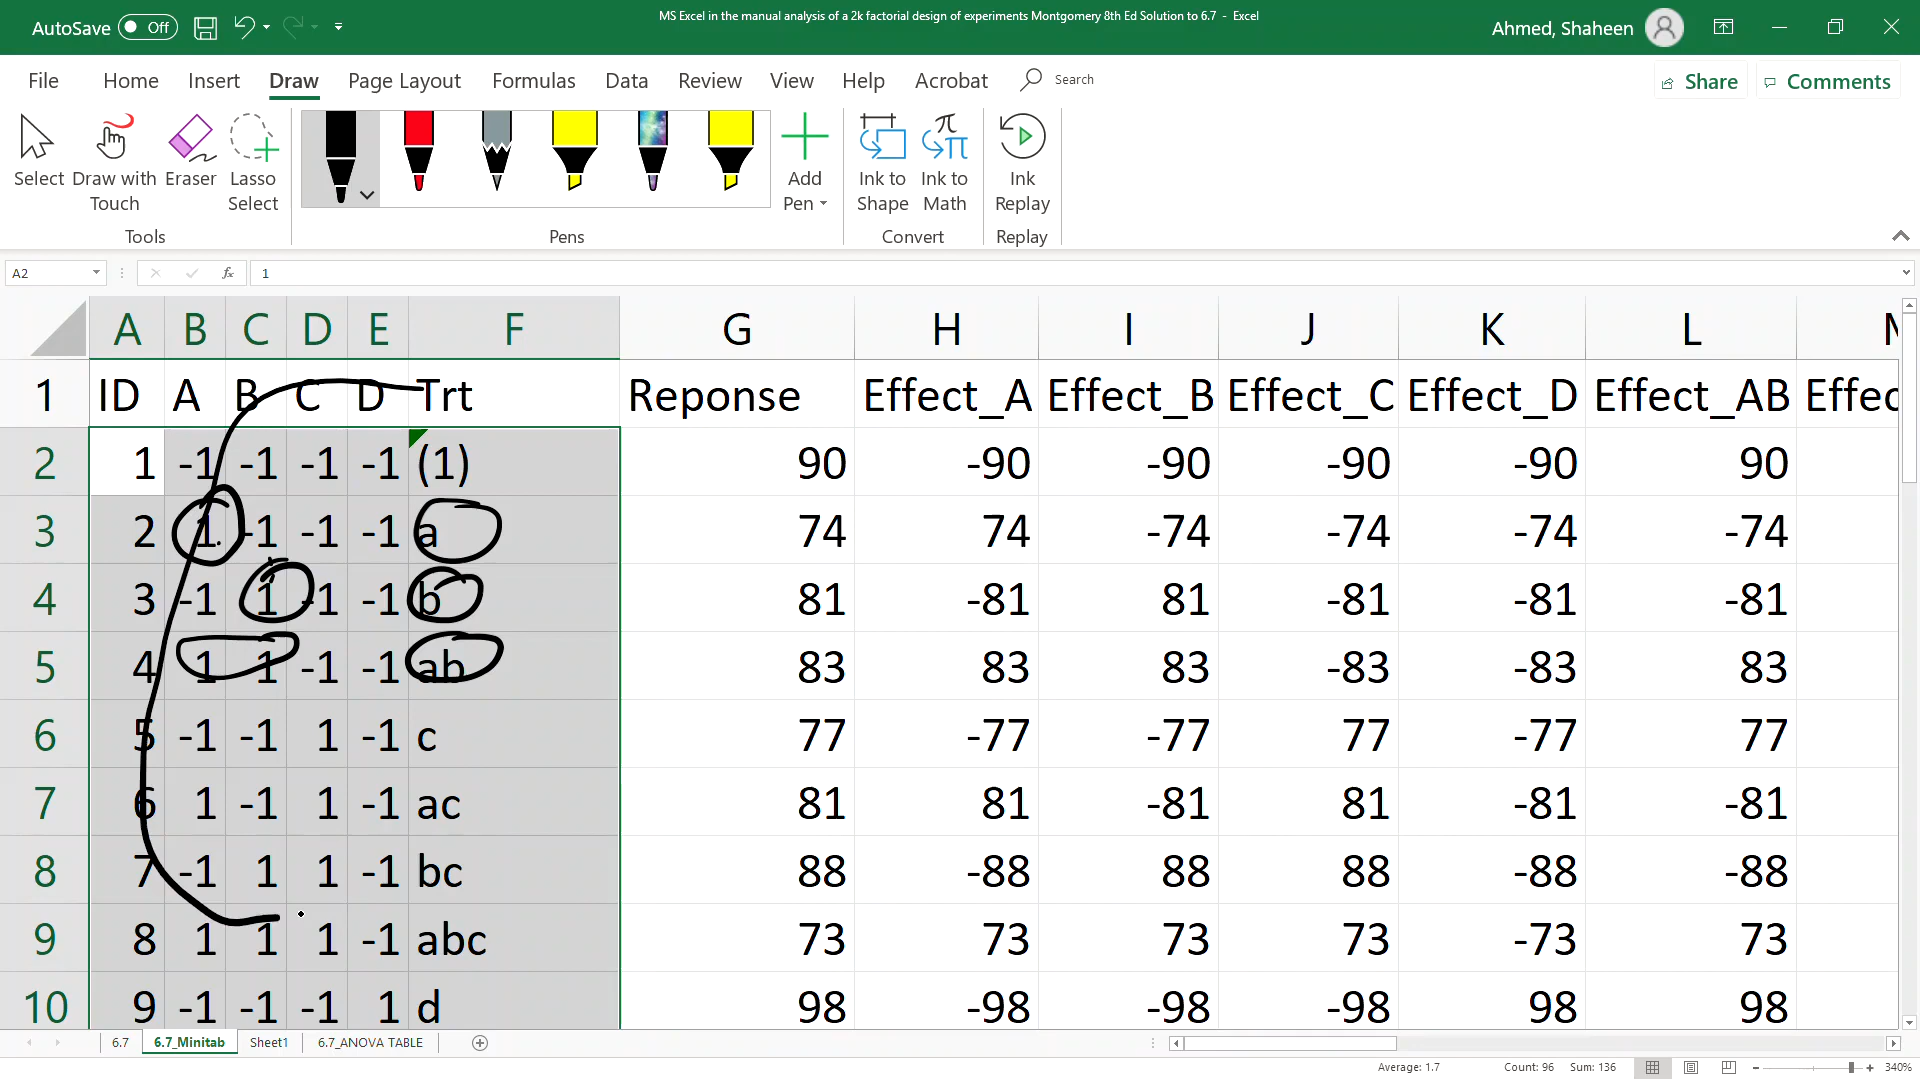 AutoSave Off
MS Excel in the manual analysis of a 2k factorial design of experiments Montgomery 8th Ed Solution to 6.7 - Excel
Ahmed, Shaheen
File Home Insert Draw Page Layout Formulas Data Review View Help Acrobat Search Share Comments
Select Draw with Touch Eraser Lasso Select
Add Pen
Ink to Shape Ink to Math
Ink Replay
Tools Pens Convert Replay
A2 fx 1
A B C D E F G H I J K L
1 ID A B C D Trt Reponse Effect_A Effect_B Effect_C Effect_D Effect_AB Effec
2 1 -1 -1 -1 -1 (1) 90 -90 -90 -90 -90 90
3 2 1 -1 -1 -1 a 74 74 -74 -74 -74 -74
4 3 -1 1 -1 -1 b 81 -81 81 -81 -81 -81
5 4 1 1 -1 -1 ab 83 83 83 -83 -83 83
6 5 -1 -1 1 -1 c 77 -77 -77 77 -77 77
7 6 1 -1 1 -1 ac 81 81 -81 81 -81 -81
8 7 -1 1 1 -1 bc 88 -88 88 88 -88 -88
9 8 1 1 1 -1 abc 73 73 73 73 -73 73
10 9 -1 -1 -1 1 d 98 -98 -98 -98 98 98
6.7 6.7_Minitab Sheet1 6.7_ANOVA TABLE
Average: 1.7 Count: 96 Sum: 136 340%